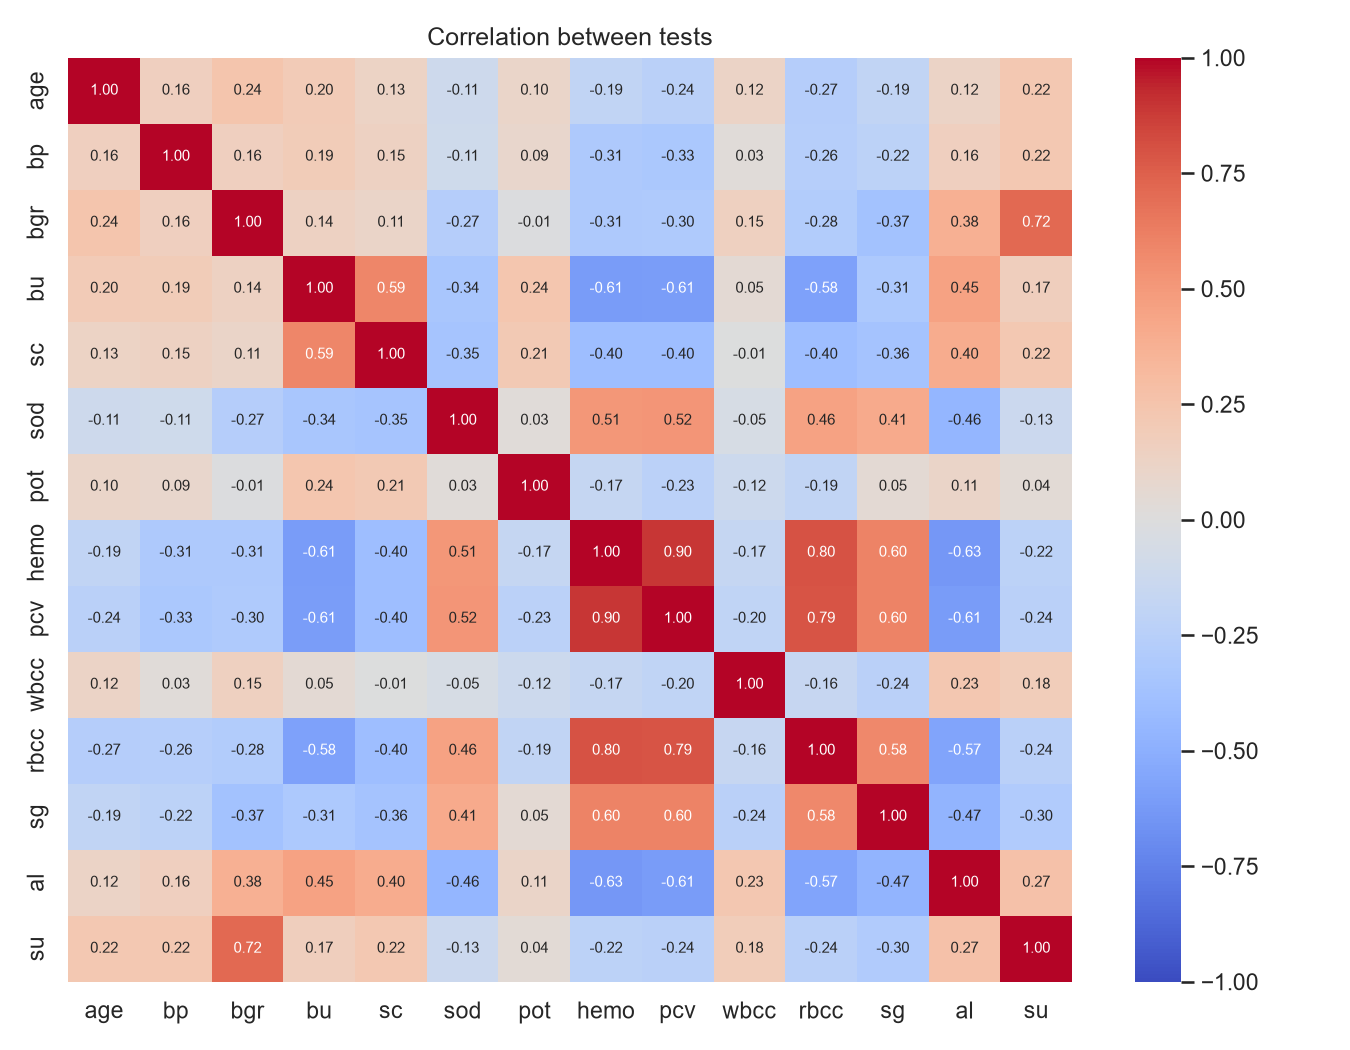 Correlation between tests
age 1.00 0.16 0.24 0.20 0.13 -0.11 0.10 -0.19 -0.24 0.12 -0.27 -0.19 0.12 0.22
bp 0.16 1.00 0.16 0.19 0.15 -0.11 0.09 -0.31 -0.33 0.03 -0.26 -0.22 0.16 0.22
bgr 0.24 0.16 1.00 0.14 0.11 -0.27 -0.01 -0.31 -0.30 0.15 -0.28 -0.37 0.38 0.72
bu 0.20 0.19 0.14 1.00 0.59 -0.34 0.24 -0.61 -0.61 0.05 -0.58 -0.31 0.45 0.17
sc 0.13 0.15 0.11 0.59 1.00 -0.35 0.21 -0.40 -0.40 -0.01 -0.40 -0.36 0.40 0.22
sod -0.11 -0.11 -0.27 -0.34 -0.35 1.00 0.03 0.51 0.52 -0.05 0.46 0.41 -0.46 -0.13
pot 0.10 0.09 -0.01 0.24 0.21 0.03 1.00 -0.17 -0.23 -0.12 -0.19 0.05 0.11 0.04
hemo -0.19 -0.31 -0.31 -0.61 -0.40 0.51 -0.17 1.00 0.90 -0.17 0.80 0.60 -0.63 -0.22
pcv -0.24 -0.33 -0.30 -0.61 -0.40 0.52 -0.23 0.90 1.00 -0.20 0.79 0.60 -0.61 -0.24
wbcc 0.12 0.03 0.15 0.05 -0.01 -0.05 -0.12 -0.17 -0.20 1.00 -0.16 -0.24 0.23 0.18
rbcc -0.27 -0.26 -0.28 -0.58 -0.40 0.46 -0.19 0.80 0.79 -0.16 1.00 0.58 -0.57 -0.24
sg -0.19 -0.22 -0.37 -0.31 -0.36 0.41 0.05 0.60 0.60 -0.24 0.58 1.00 -0.47 -0.30
al 0.12 0.16 0.38 0.45 0.40 -0.46 0.11 -0.63 -0.61 0.23 -0.57 -0.47 1.00 0.27
su 0.22 0.22 0.72 0.17 0.22 -0.13 0.04 -0.22 -0.24 0.18 -0.24 -0.30 0.27 1.00
age bp bgr bu sc sod pot hemo pcv wbcc rbcc sg al su
1.00
0.75
0.50
0.25
0.00
−0.25
−0.50
−0.75
−1.00